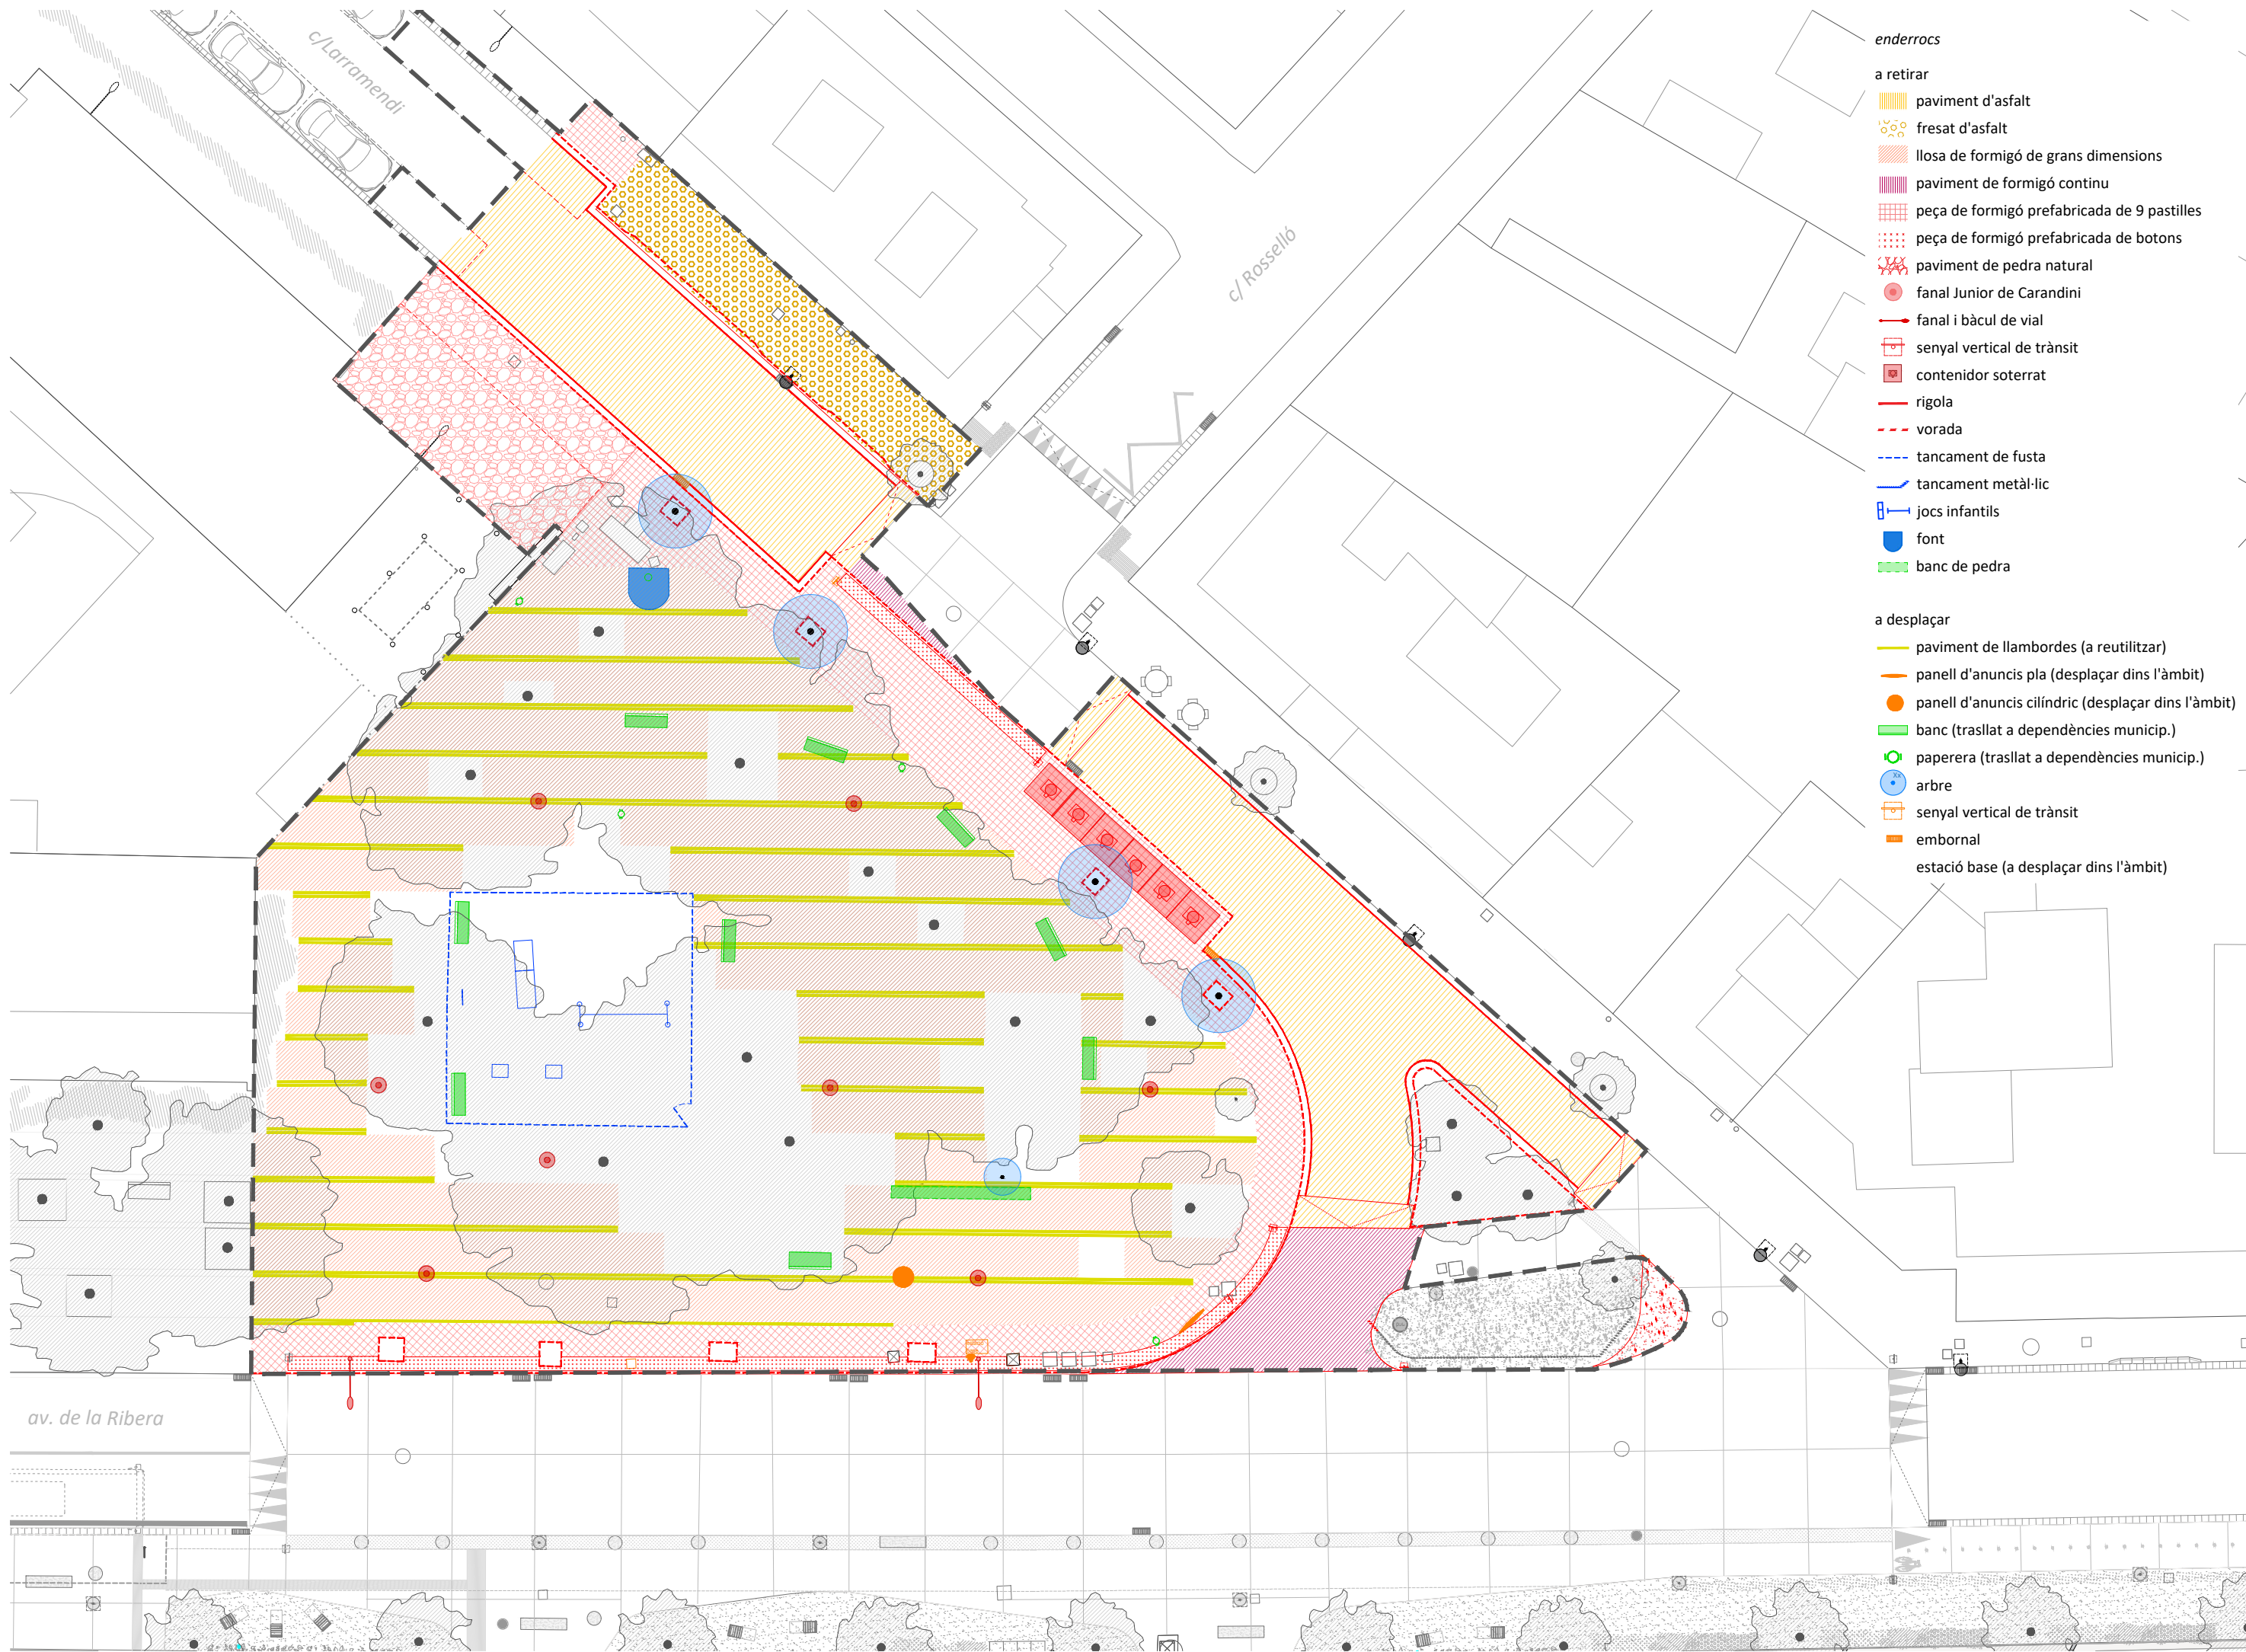 c/Larramendi
c/ Rosselló
av. de la Ribera
enderrocs
a retirar
paviment d'asfalt
fresat d'asfalt
llosa de formigó de grans dimensions
paviment de formigó continu
peça de formigó prefabricada de 9 pastilles
peça de formigó prefabricada de botons
paviment de pedra natural
fanal Junior de Carandini
fanal i bàcul de vial
senyal vertical de trànsit
contenidor soterrat
rigola
vorada
tancament de fusta
tancament metàl·lic
jocs infantils
font
banc de pedra
a desplaçar
paviment de llambordes (a reutilitzar)
panell d'anuncis pla (desplaçar dins l'àmbit)
panell d'anuncis cilíndric (desplaçar dins l'àmbit)
banc (trasllat a dependències municip.)
paperera (trasllat a dependències municip.)
Xx
arbre
senyal vertical de trànsit
embornal
estació base (a desplaçar dins l'àmbit)